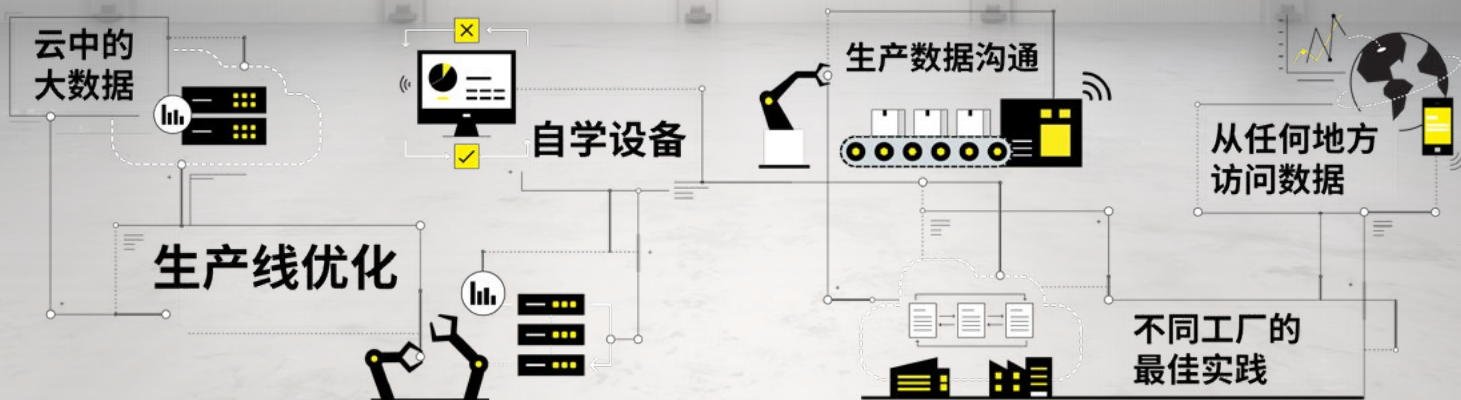 云中的
大数据
自学设备
生产数据沟通
从任何地方
访问数据
生产线优化
不同工厂的
最佳实践